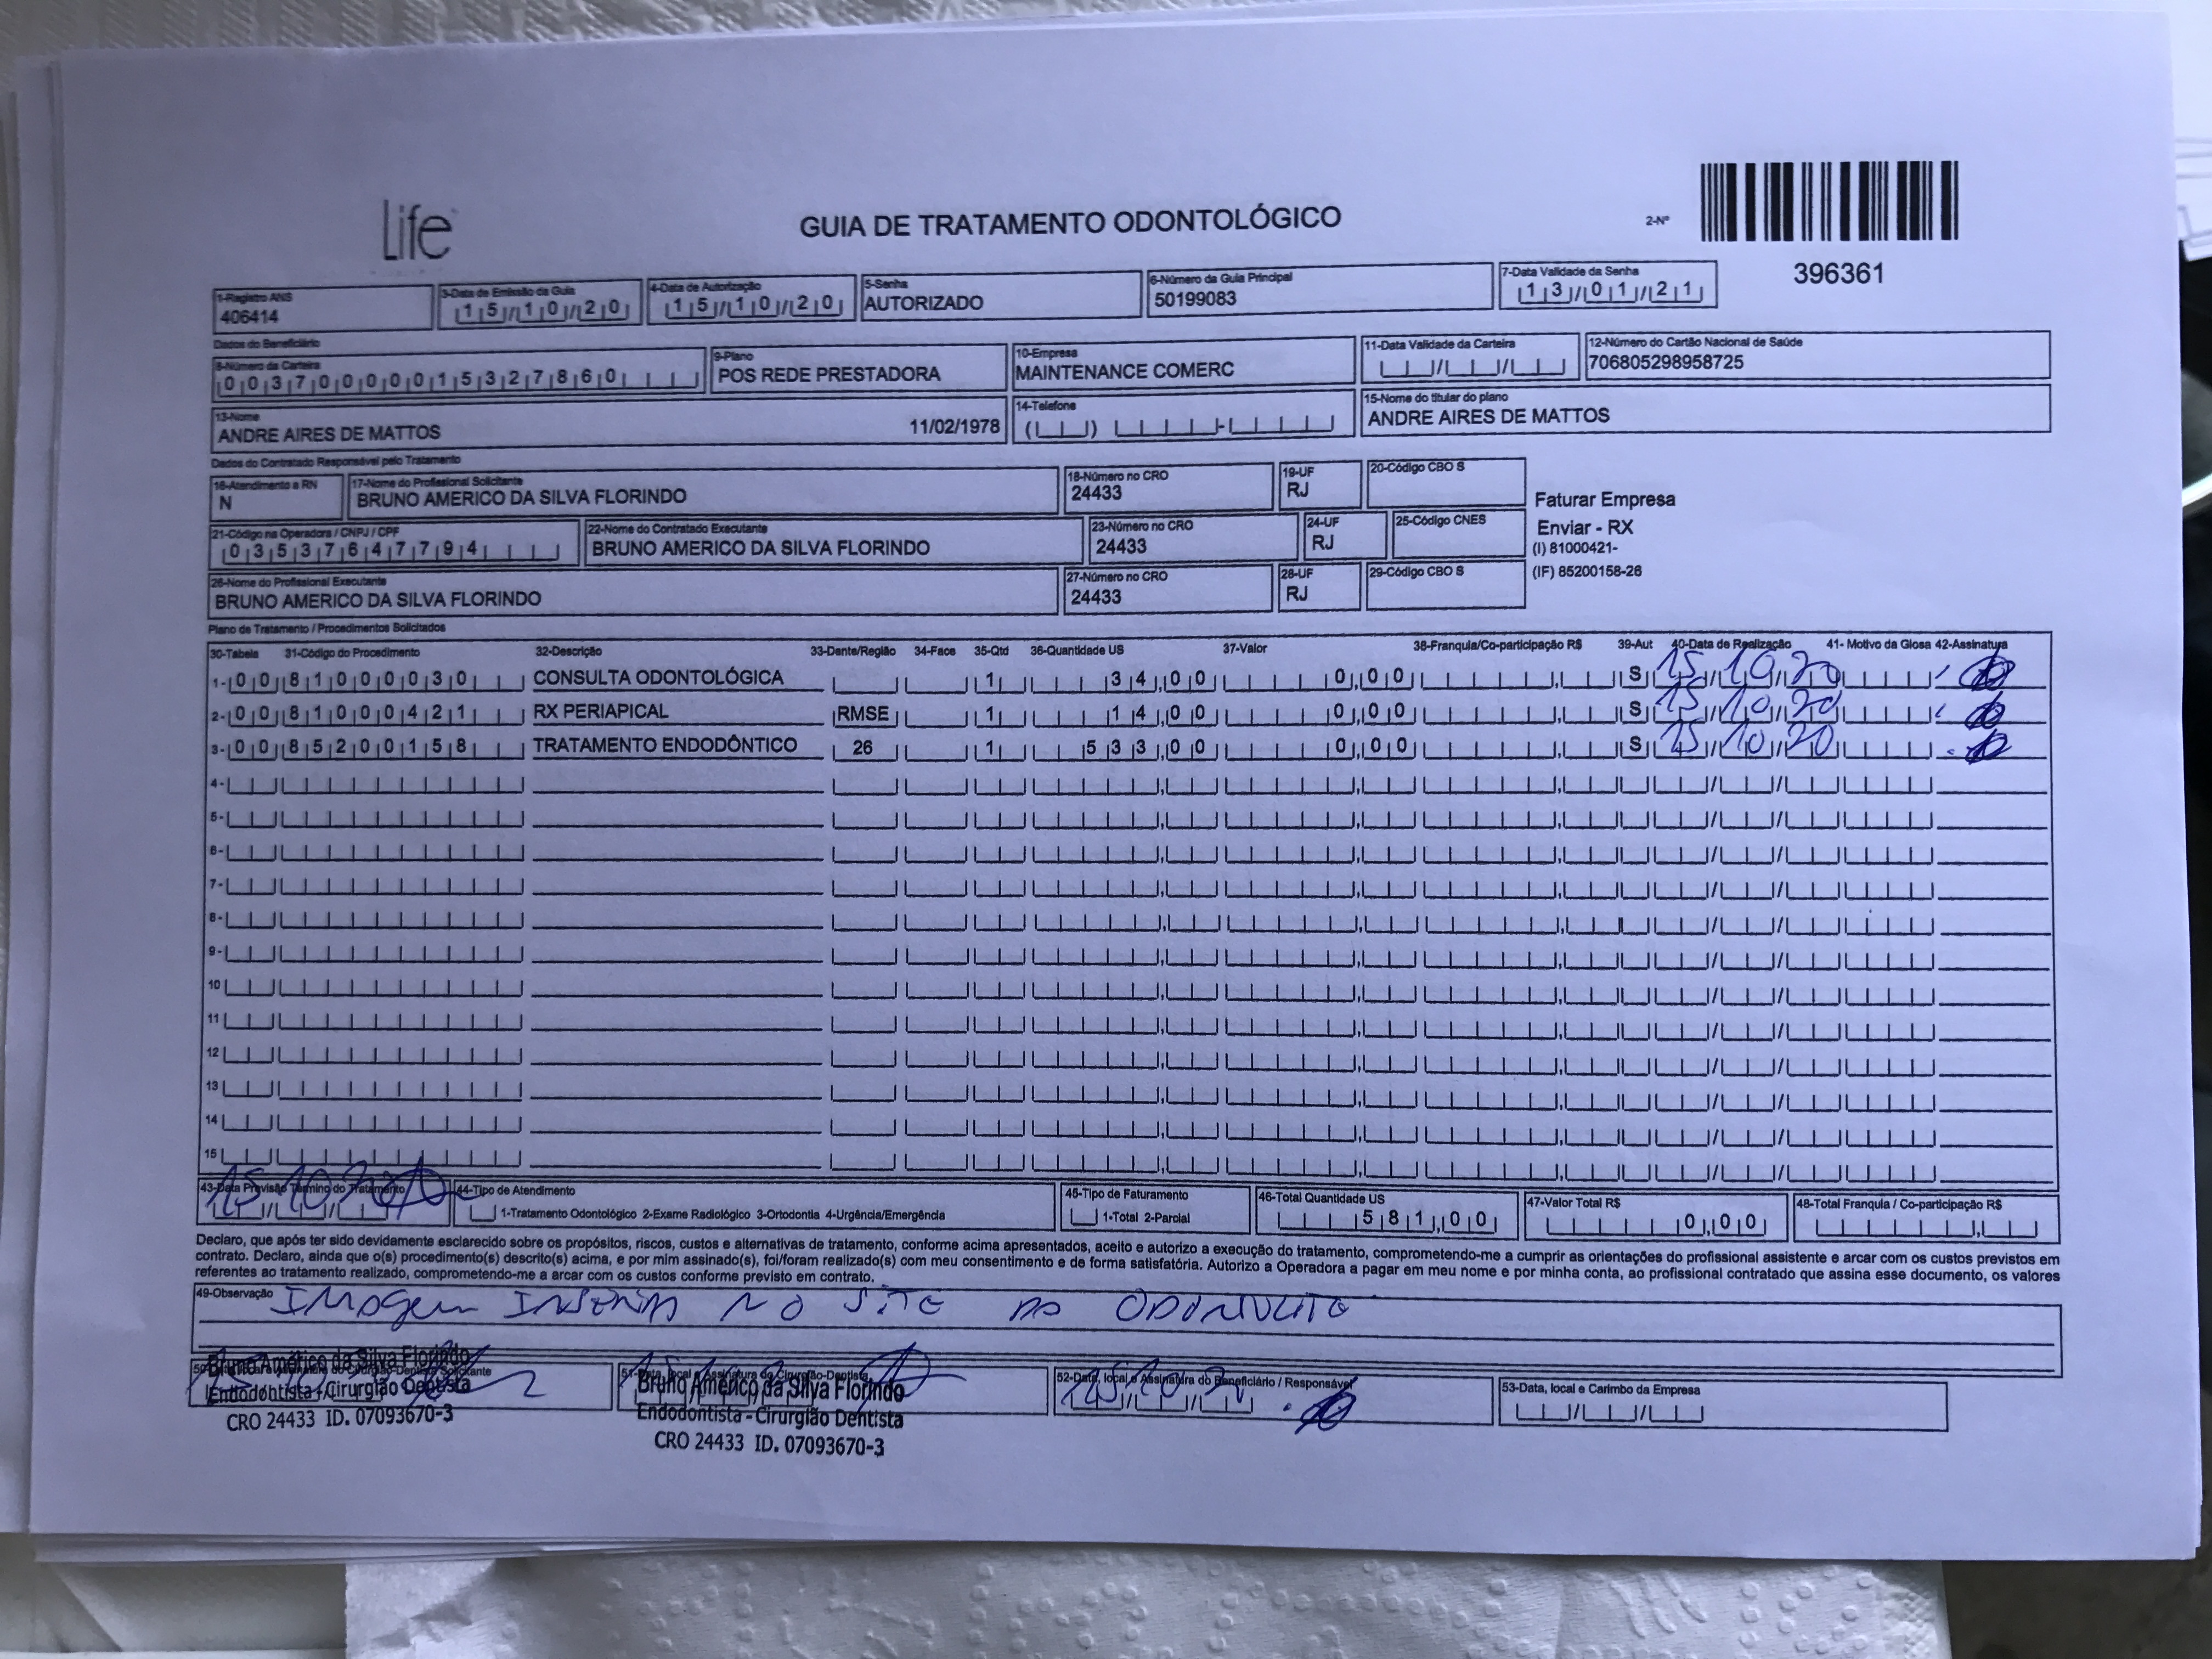 Life
GUIA DE TRATAMENTO ODONTOLÓGICO
2-Nº
396361
1-Registro ANS
406414
3-Data de Emissão da Guia
15/10/20
4-Data de Autorização
15/10/20
5-Senha
AUTORIZADO
6-Número da Guia Principal
50199083
7-Data Validade da Senha
13/01/21
Dados do Beneficiário
8-Número da Carteira
00370000015327860
9-Plano
POS REDE PRESTADORA
10-Empresa
MAINTENANCE COMERC
11-Data Validade da Carteira
12-Número do Cartão Nacional de Saúde
706805298958725
13-Nome
ANDRE AIRES DE MATTOS 11/02/1978
14-Telefone
15-Nome do titular do plano
ANDRE AIRES DE MATTOS
Dados do Contratado Responsável pelo Tratamento
16-Atendimento a RN
N
17-Nome do Profissional Solicitante
BRUNO AMERICO DA SILVA FLORINDO
18-Número no CRO
24433
19-UF
RJ
20-Código CBO S
Faturar Empresa
Enviar - RX
(I) 81000421-
(IF) 85200158-26
21-Código na Operadora / CNPJ / CPF
03537647794
22-Nome do Contratado Executante
BRUNO AMERICO DA SILVA FLORINDO
23-Número no CRO
24433
24-UF
RJ
25-Código CNES
26-Nome do Profissional Executante
BRUNO AMERICO DA SILVA FLORINDO
27-Número no CRO
24433
28-UF
RJ
29-Código CBO S
Plano de Tratamento / Procedimentos Solicitados
30-Tabela 31-Código do Procedimento 32-Descrição 33-Dente/Região 34-Face 35-Qtd 36-Quantidade US 37-Valor 38-Franquia/Co-participação R$ 39-Aut 40-Data de Realização 41- Motivo da Glosa 42-Assinatura
1- 00 81000030 CONSULTA ODONTOLÓGICA 1 34,00 0,00 S 15/10/20
2- 00 81000421 RX PERIAPICAL RMSE 1 14,00 0,00 S 15/10/20
3- 00 85200158 TRATAMENTO ENDODÔNTICO 26 1 533,00 0,00 S 15/10/20
4-
5-
6-
7-
8-
9-
10
11
12
13
14
15
43-Data Previsão Término do Tratamento
15 10 20
44-Tipo de Atendimento
1-Tratamento Odontológico 2-Exame Radiológico 3-Ortodontia 4-Urgência/Emergência
45-Tipo de Faturamento
1-Total 2-Parcial
46-Total Quantidade US
581,00
47-Valor Total R$
0,00
48-Total Franquia / Co-participação R$
Declaro, que após ter sido devidamente esclarecido sobre os propósitos, riscos, custos e alternativas de tratamento, conforme acima apresentados, aceito e autorizo a execução do tratamento, comprometendo-me a cumprir as orientações do profissional assistente e arcar com os custos previstos em
contrato. Declaro, ainda que o(s) procedimento(s) descrito(s) acima, e por mim assinado(s), foi/foram realizado(s) com meu consentimento e de forma satisfatória. Autorizo a Operadora a pagar em meu nome e por minha conta, ao profissional contratado que assina esse documento, os valores
referentes ao tratamento realizado, comprometendo-me a arcar com os custos conforme previsto em contrato.
49-Observação
Imagem Inserida no site da
Bruno Américo da Silva Florindo
Endodontista - Cirurgião Dentista
CRO 24433 ID. 07093670-3
Bruno Américo da Silva Florindo
Endodontista - Cirurgião Dentista
CRO 24433 ID. 07093670-3
52-Data, local e Assinatura do Beneficiário / Responsável
53-Data, local e Carimbo da Empresa